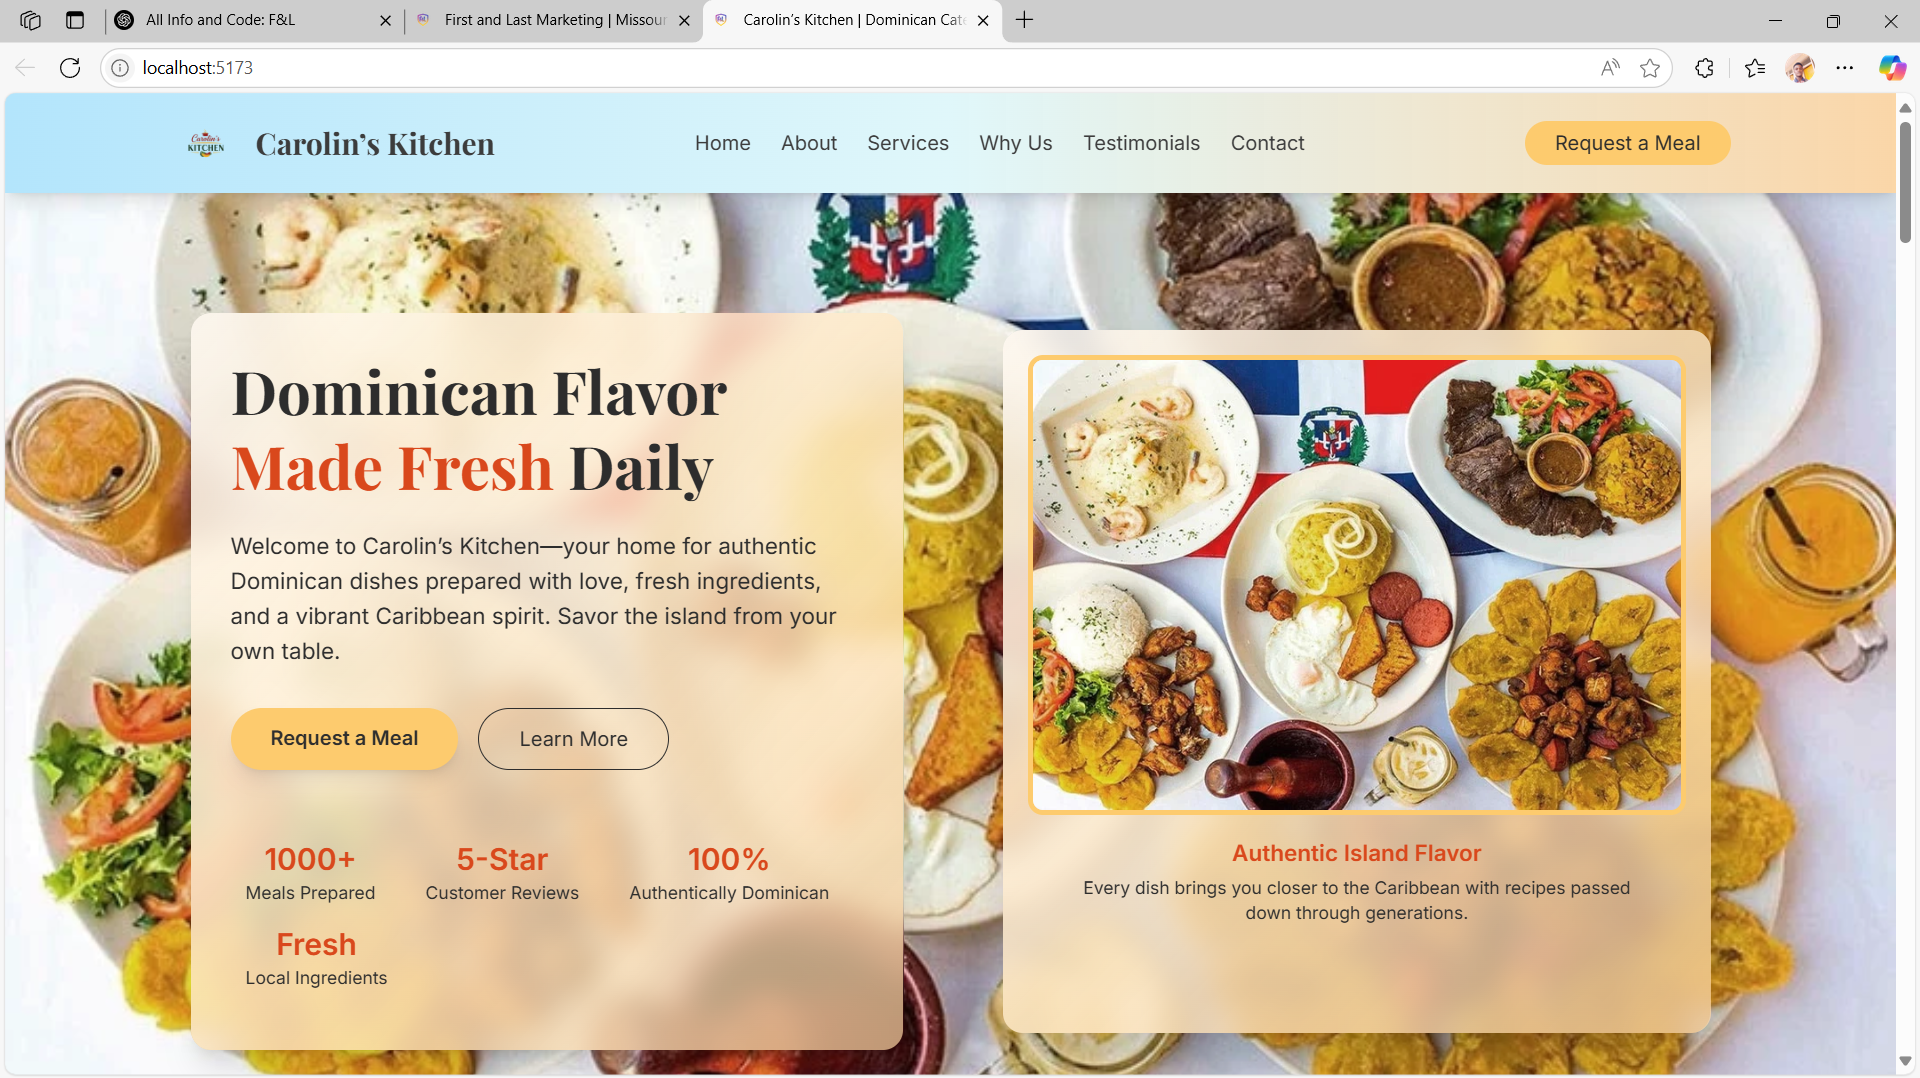 All Info and Code: F&L
First and Last Marketing | Missour
Carolin’s Kitchen | Dominican Cate
localhost:5173
Carolin's
KITCHEN
Carolin’s Kitchen
Home
About
Services
Why Us
Testimonials
Contact
Request a Meal
Dominican Flavor
Made Fresh Daily
Welcome to Carolin’s Kitchen—your home for authentic
Dominican dishes prepared with love, fresh ingredients,
and a vibrant Caribbean spirit. Savor the island from your
own table.
Request a Meal
Learn More
1000+
Meals Prepared
5-Star
Customer Reviews
100%
Authentically Dominican
Fresh
Local Ingredients
Authentic Island Flavor
Every dish brings you closer to the Caribbean with recipes passed
down through generations.